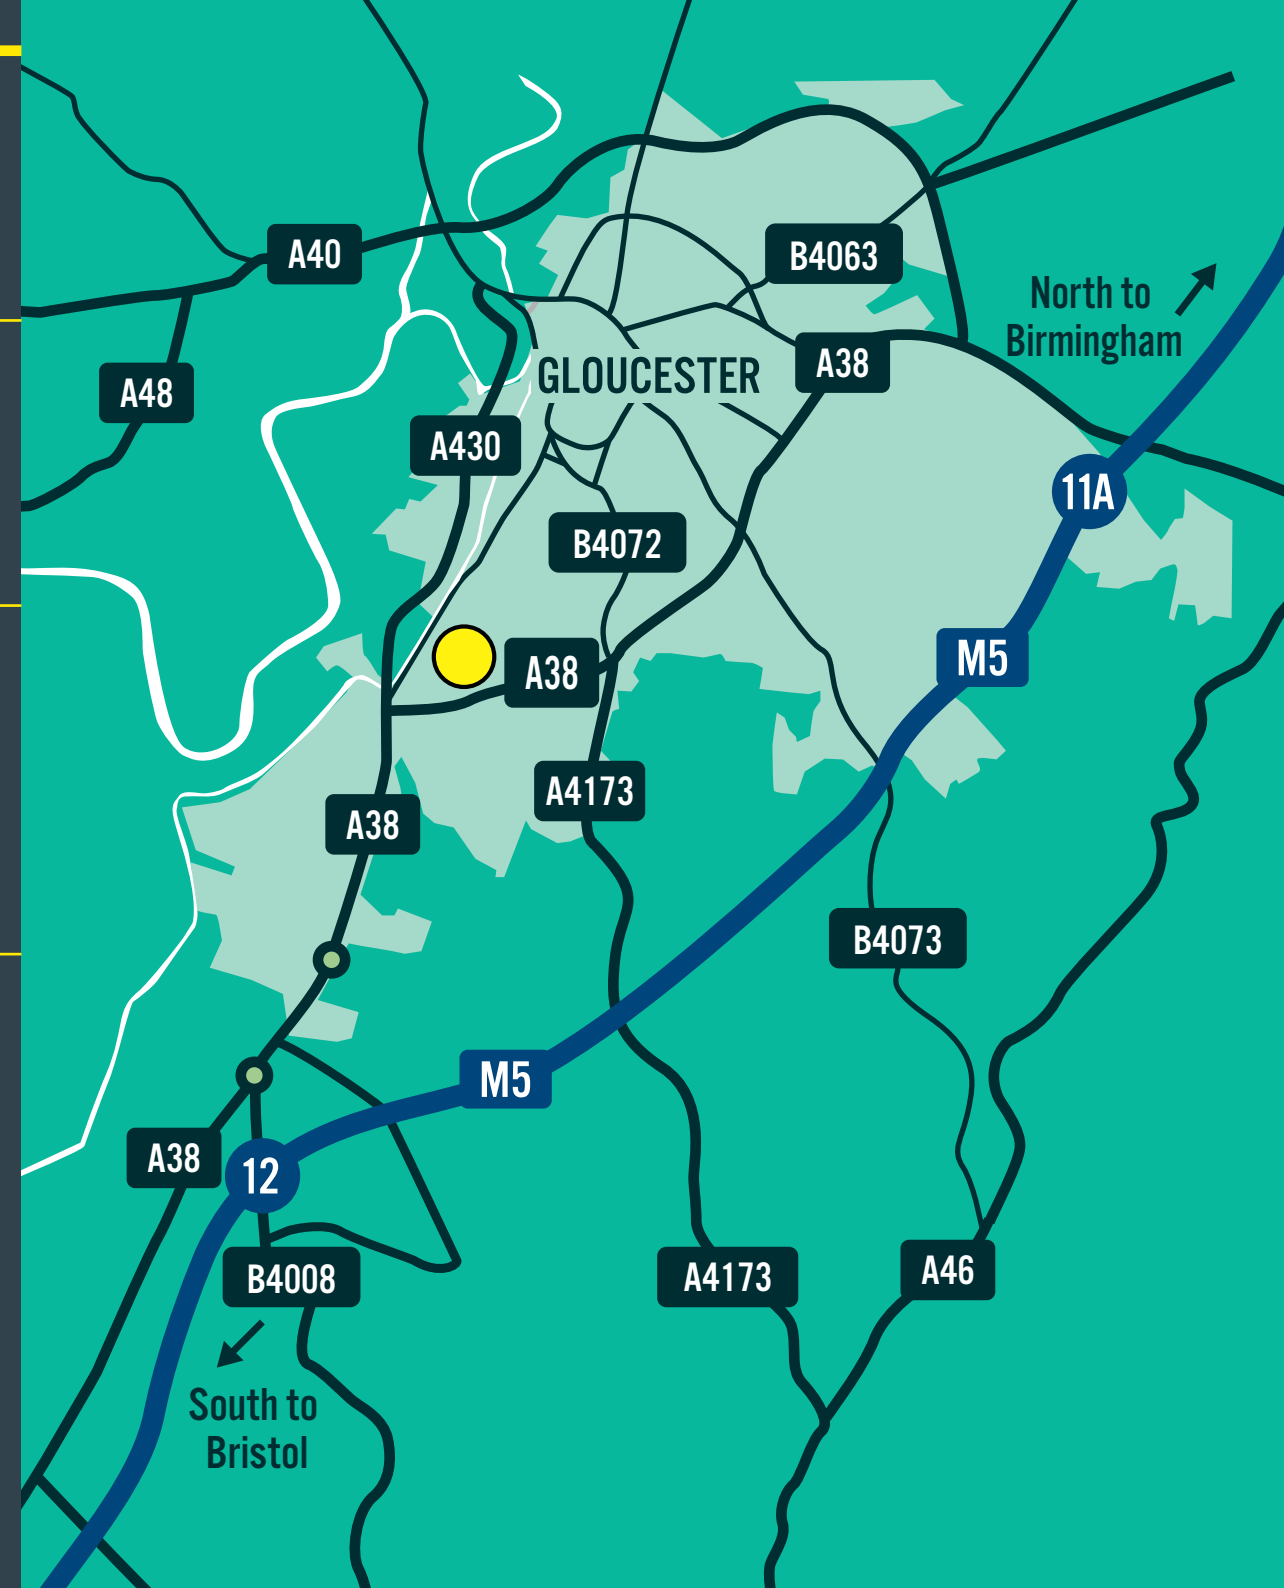 A40
B4063
North to
Birmingham
A38
GLOUCESTER
A48
A430
11A
B4072
M5
A38
A4173
A38
B4073
M5
A38
12
B4008
A4173
A46
South to
Bristol